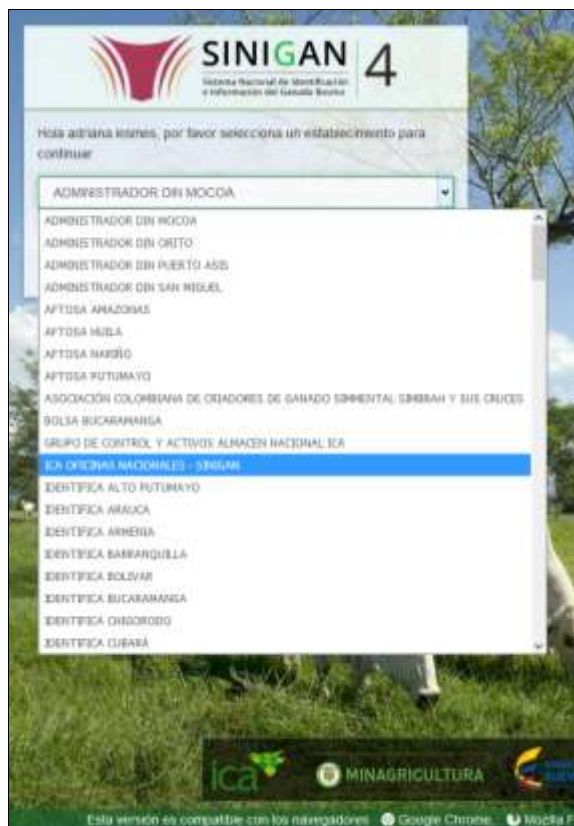 SINIGAN 4
Sistema Nacional de Identificación
e Información del Ganado Bovino
Hola adriana lesmes, por favor selecciona un establecimiento para
continuar
ADMINISTRADOR DIN MOCOA
ADMINISTRADOR DIN MOCOA
ADMINISTRADOR DIN ORITO
ADMINISTRADOR DIN PUERTO ASIS
ADMINISTRADOR DIN SAN MIGUEL
AFTOSA AMAZONAS
AFTOSA HUILA
AFTOSA NARIÑO
AFTOSA PUTUMAYO
ASOCIACIÓN COLOMBIANA DE CRIADORES DE GANADO SIMMENTAL SIMBRAH Y SUS CRUCES
BOLSA BUCARAMANGA
GRUPO DE CONTROL Y ACTIVOS ALMACEN NACIONAL ICA
ICA OFICINAS NACIONALES - SINIGAN
IDENTIFICA ALTO PUTUMAYO
IDENTIFICA ARAUCA
IDENTIFICA ARMENIA
IDENTIFICA BARRANQUILLA
IDENTIFICA BOLIVAR
IDENTIFICA BUCARAMANGA
IDENTIFICA CHIGORODO
IDENTIFICA CUBARÁ
ica MINAGRICULTURA
Esta versión es compatible con los navegadores Google Chrome Mozilla F